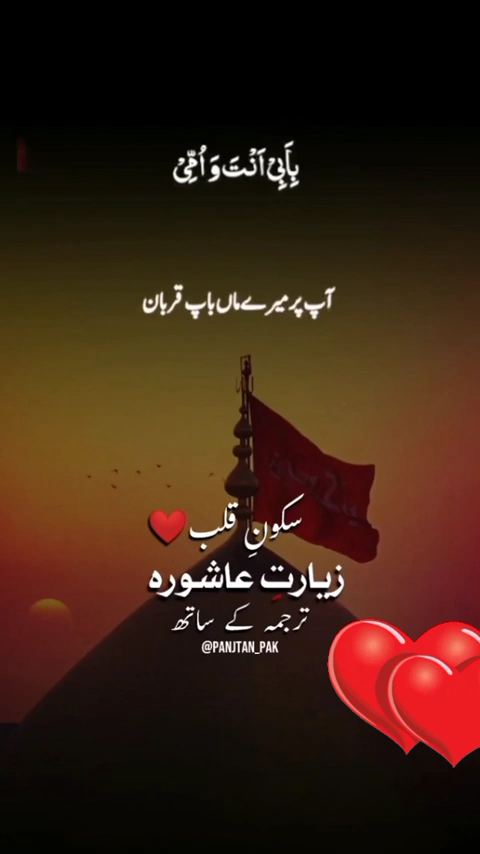 بِاَبِیْ اَنْتَ وَ اُمِّیْ
آپ پر میرے ماں باپ قربان
سکونِ قلب ❤️
زیارتِ عاشورہ
ترجمہ کے ساتھ
@PANJTAN_PAK